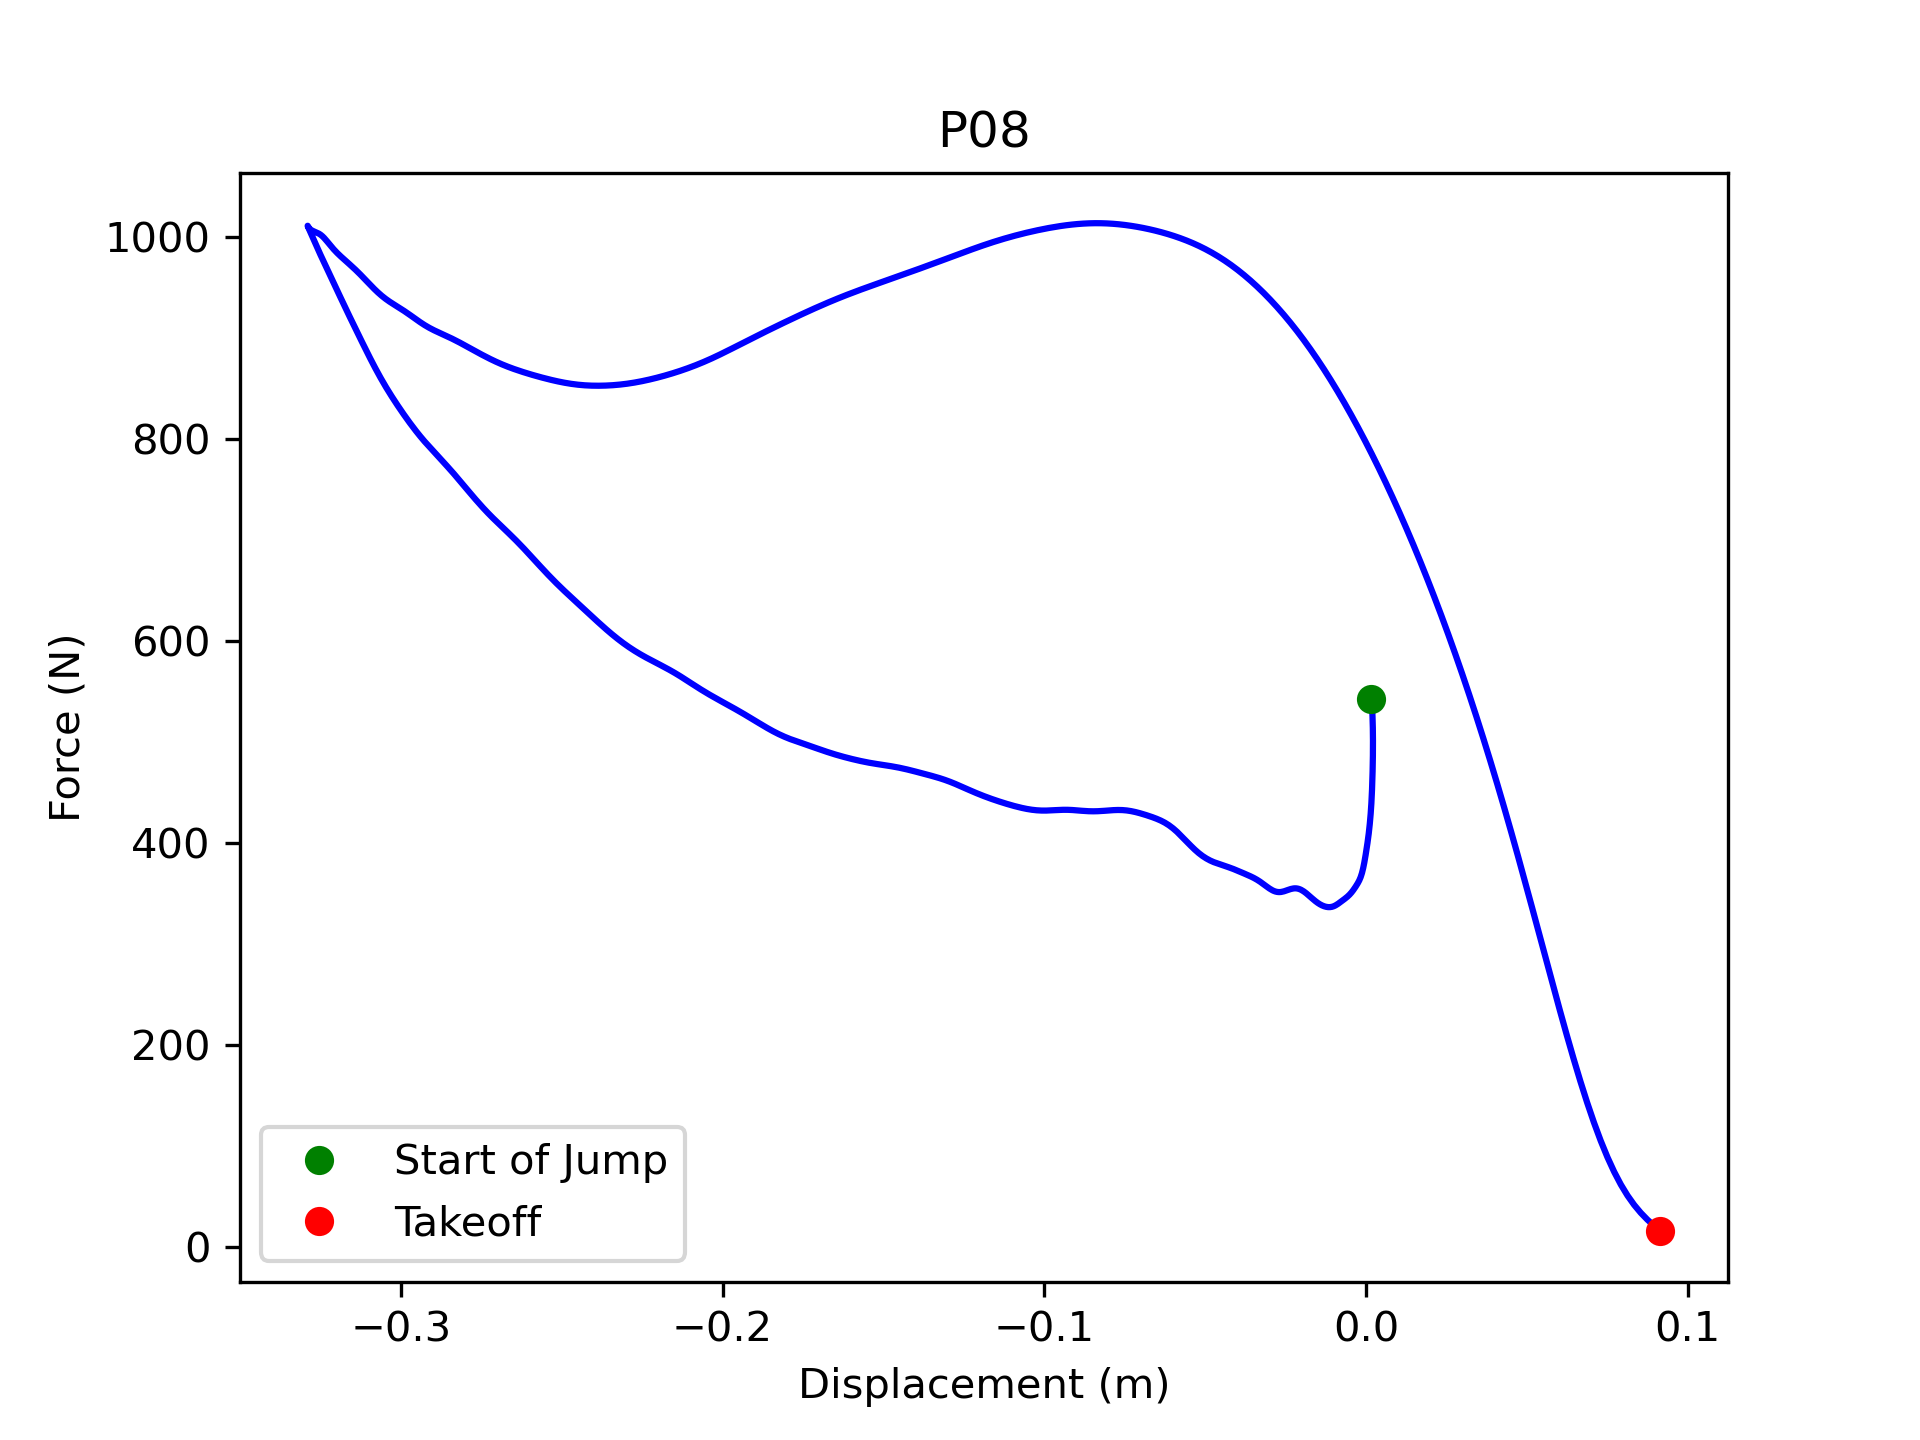 P08
Force (N)
1000
800
600
400
200
0
−0.3
−0.2
−0.1
0.0
0.1
Displacement (m)
Start of Jump
Takeoff